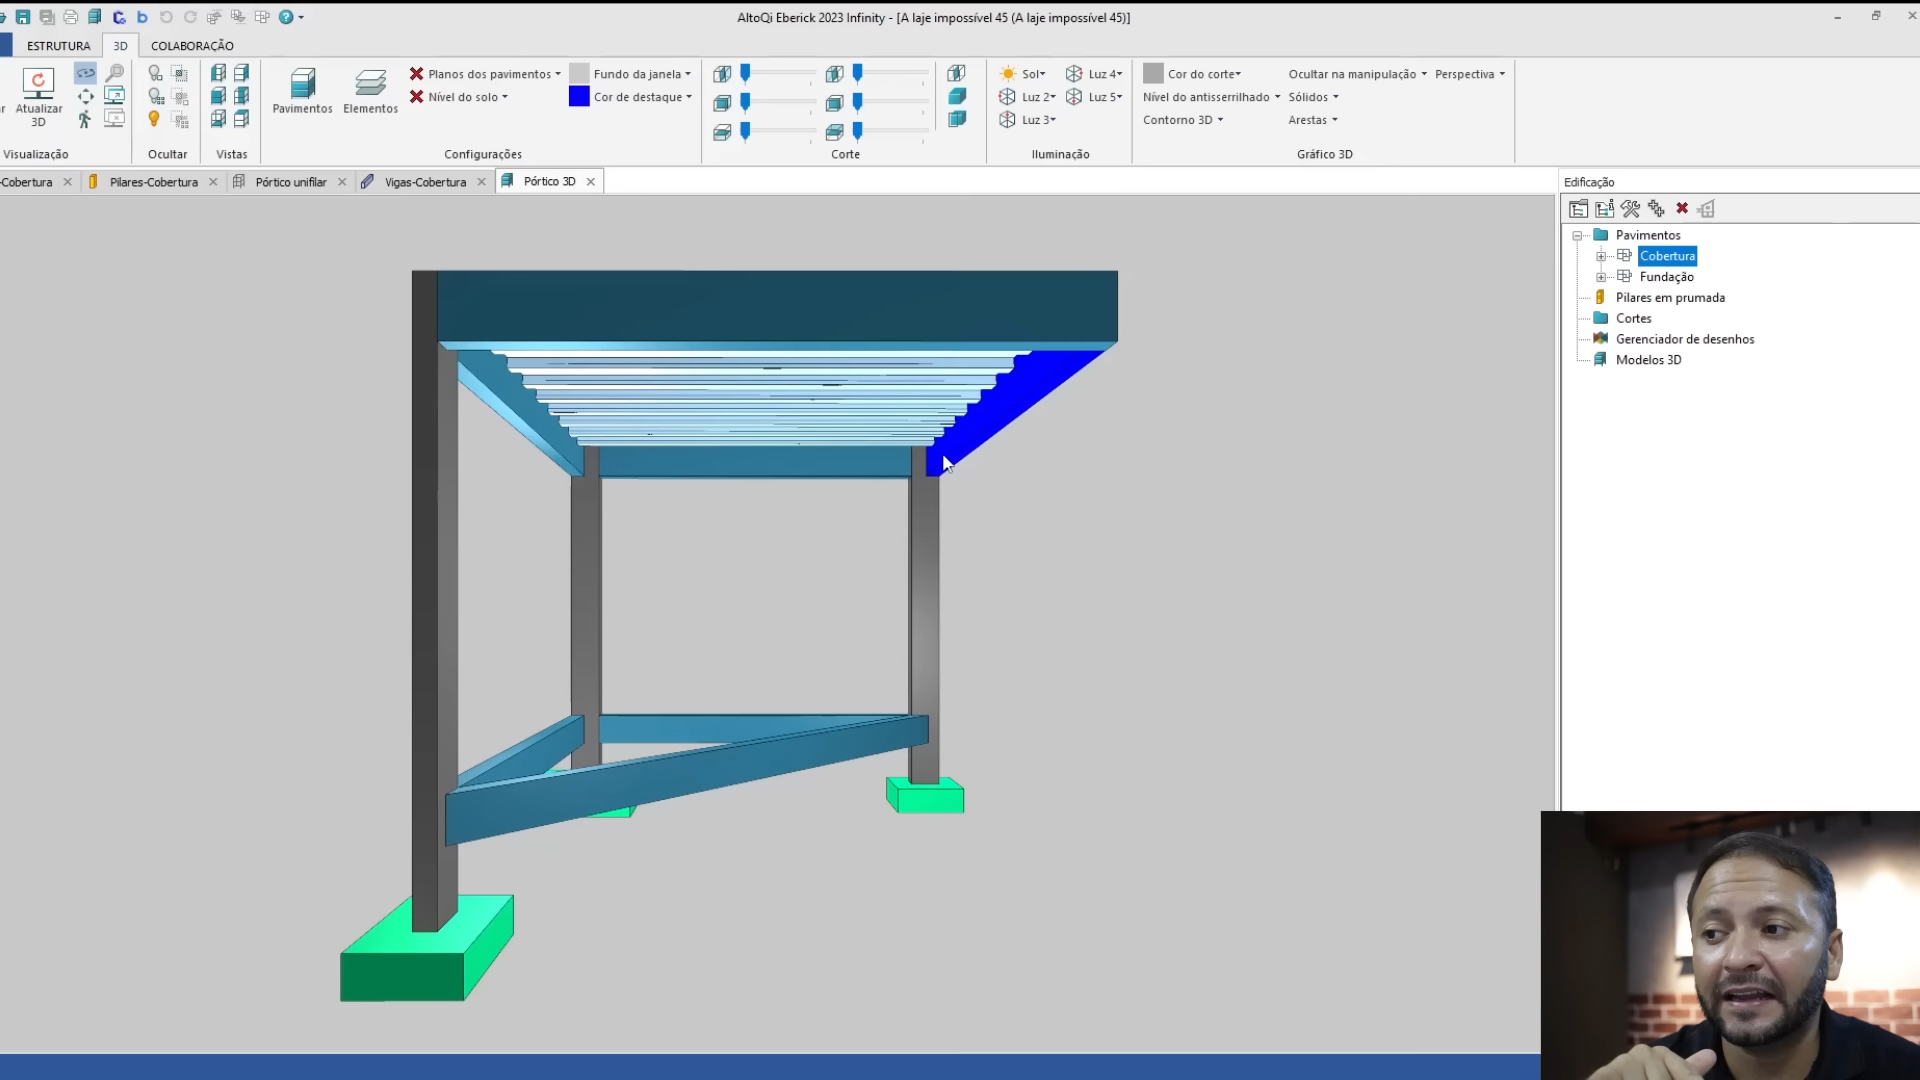 AltoQi Eberick 2023 Infinity - [A laje impossível 45 (A laje impossível 45)]
ESTRUTURA 3D COLABORAÇÃO
Atualizar 3D
Pavimentos
Elementos
Planos dos pavimentos
Nível do solo
Fundo da janela
Cor de destaque
Sol
Luz 2
Luz 3
Luz 4
Luz 5
Cor do corte
Nível do antisserrilhado
Contorno 3D
Ocultar na manipulação
Sólidos
Arestas
Perspectiva
Visualização Ocultar Vistas Configurações Corte Iluminação Gráfico 3D
-Cobertura Pilares-Cobertura Pórtico unifilar Vigas-Cobertura Pórtico 3D
Edificação
Pavimentos
Cobertura
Fundação
Pilares em prumada
Cortes
Gerenciador de desenhos
Modelos 3D